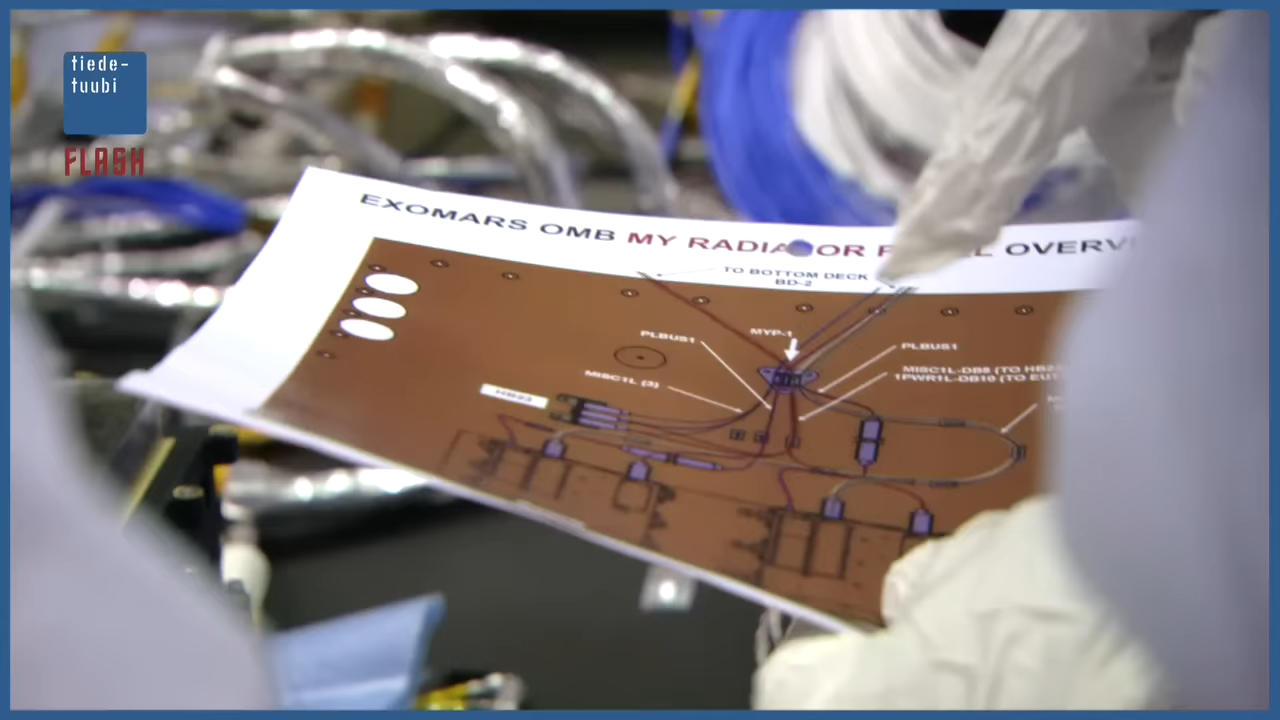 tiede-
tuubi
FLASH
EXOMARS OMB MY RADIA OR L OVERV
TO BOTTOM DECK
BD-2
MYP-1
PLBUS1
PLBUS1
MISC1L-DB8 (TO HB2
1PWR1L-DB10 (TO EU
MISC1L (3)